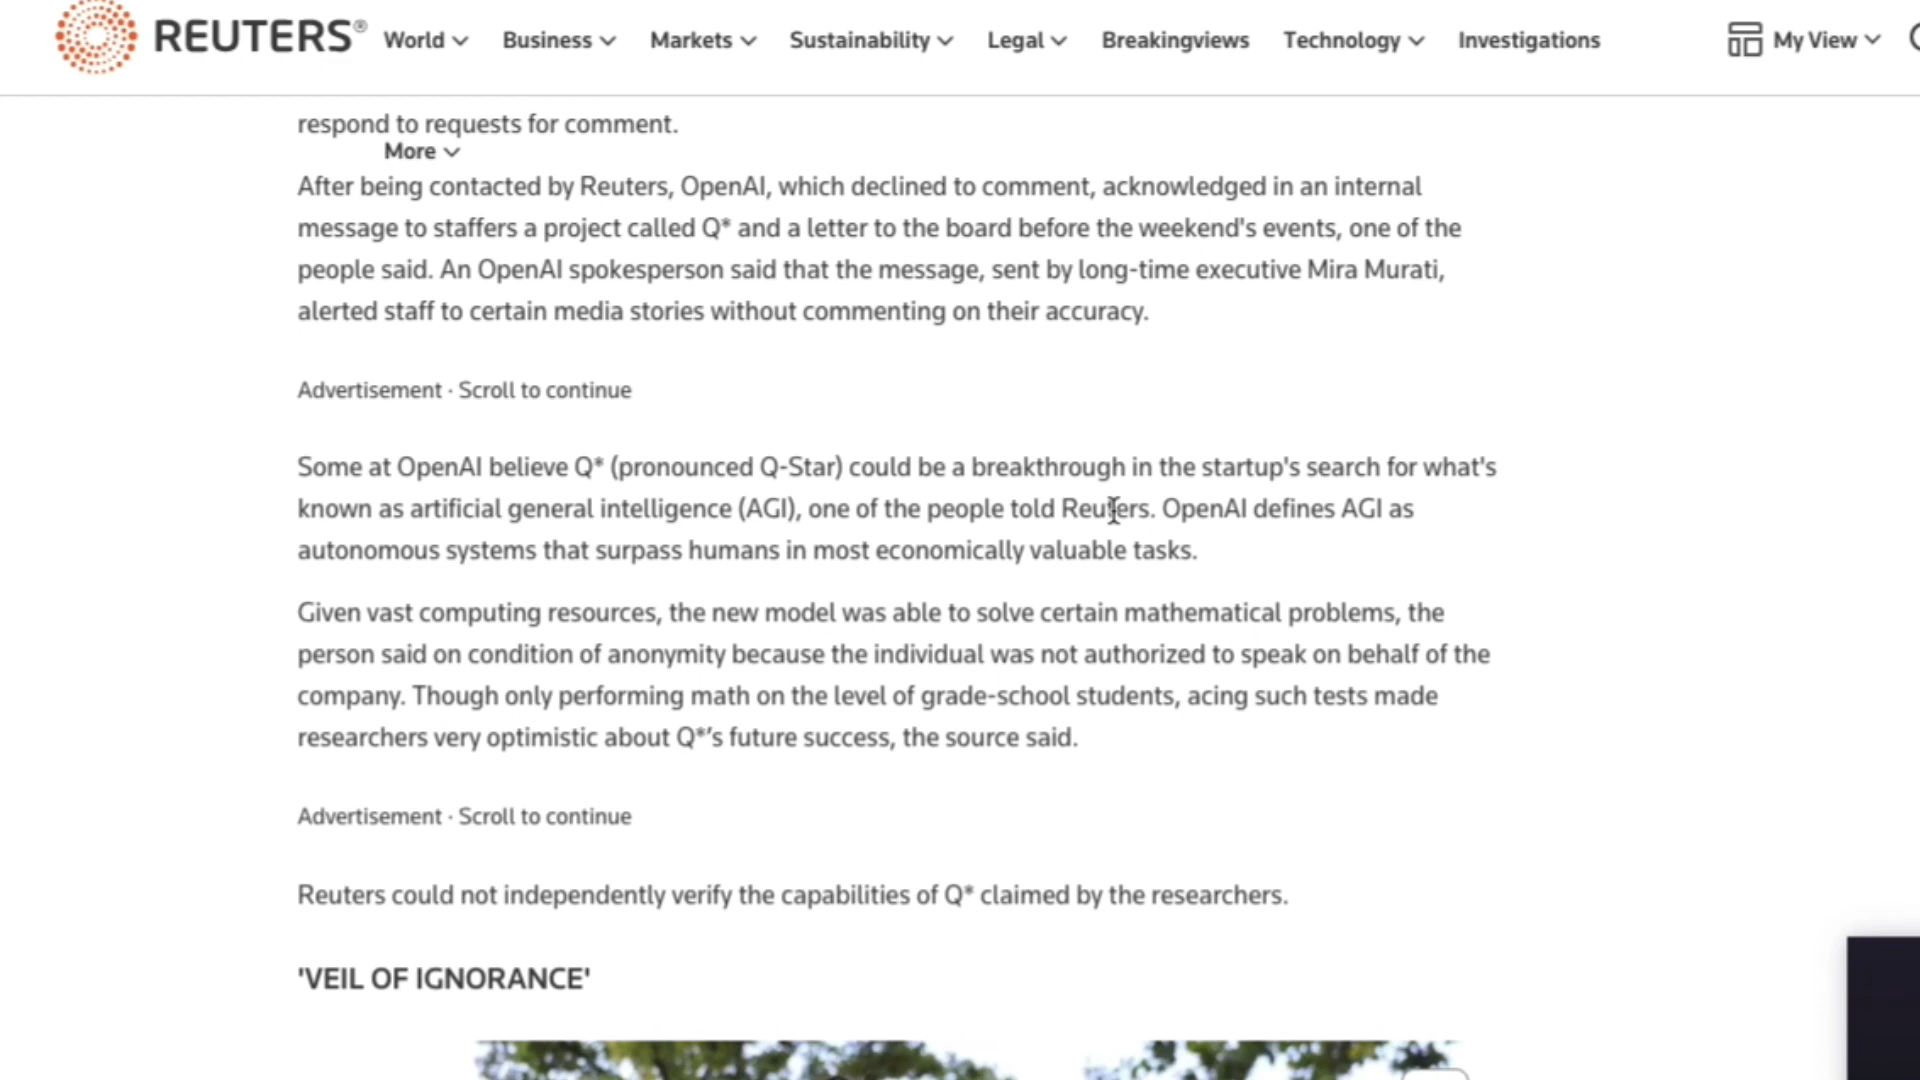 REUTERS®
World
Business
Markets
Sustainability
Legal
Breakingviews
Technology
Investigations
My View
respond to requests for comment.
More
After being contacted by Reuters, OpenAI, which declined to comment, acknowledged in an internal
message to staffers a project called Q* and a letter to the board before the weekend's events, one of the
people said. An OpenAI spokesperson said that the message, sent by long-time executive Mira Murati,
alerted staff to certain media stories without commenting on their accuracy.
Advertisement · Scroll to continue
Some at OpenAI believe Q* (pronounced Q-Star) could be a breakthrough in the startup's search for what's
known as artificial general intelligence (AGI), one of the people told Reuters. OpenAI defines AGI as
autonomous systems that surpass humans in most economically valuable tasks.
Given vast computing resources, the new model was able to solve certain mathematical problems, the
person said on condition of anonymity because the individual was not authorized to speak on behalf of the
company. Though only performing math on the level of grade-school students, acing such tests made
researchers very optimistic about Q*’s future success, the source said.
Advertisement · Scroll to continue
Reuters could not independently verify the capabilities of Q* claimed by the researchers.
'VEIL OF IGNORANCE'